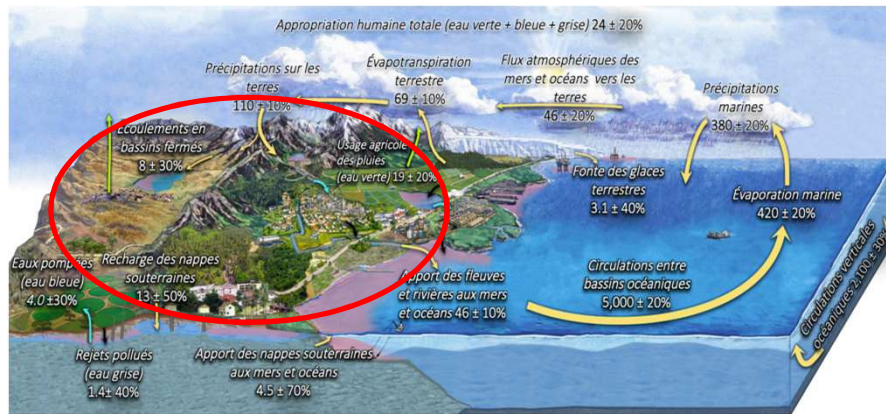 Appropriation humaine totale (eau verte + bleue + grise) 24 ± 20%
Précipitations sur les
terres
110 ± 10%
Évapotranspiration
terrestre
69 ± 10%
Flux atmosphériques des
mers et océans vers les
terres
46 ± 20%
Précipitations
marines
380 ± 20%
Ecoulements en
bassins fermés
8 ± 30%
Usage agricole
des pluies
(eau verte) 19 ± 20%
Fonte des glaces
terrestres
3.1 ± 40%
Évaporation marine
420 ± 20%
Eaux pompées
(eau bleue)
4.0 ±30%
Recharge des nappes
souterraines
13 ± 50%
Apport des fleuves
et rivières aux mers
et océans 46 ± 10%
Circulations entre
bassins océaniques
5,000 ± 20%
Circulations verticales
océaniques 2,100 ± 30%
Rejets pollués
(eau grise)
1.4± 40%
Apport des nappes souterraines
aux mers et océans
4.5 ± 70%